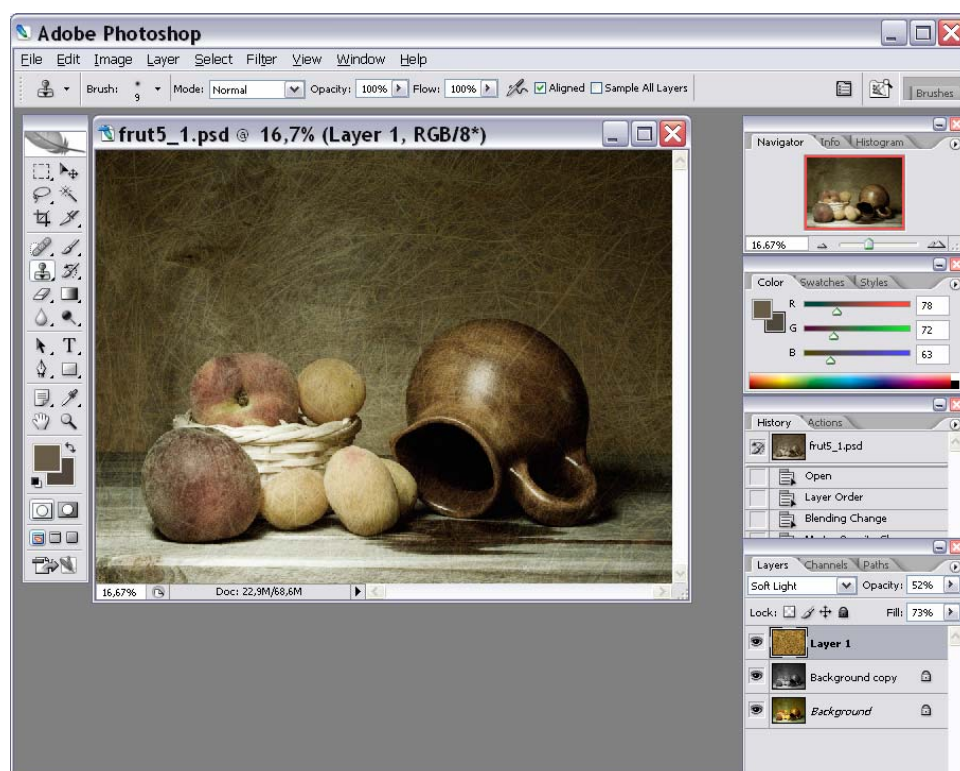 Adobe Photoshop
File Edit Image Layer Select Filter View Window Help
Brush: 9 Mode: Normal Opacity: 100% Flow: 100% Aligned Sample All Layers Brushes
frut5_1.psd @ 16,7% (Layer 1, RGB/8*)
Navigator Info Histogram
16.67%
Color Swatches Styles
R 78
G 72
B 63
History Actions
frut5_1.psd
Open
Layer Order
Blending Change
Layers Channels Paths
Soft Light Opacity: 52%
Lock: Fill: 73%
Layer 1
Background copy
Background
16,67% Doc: 22,9M/68,6M